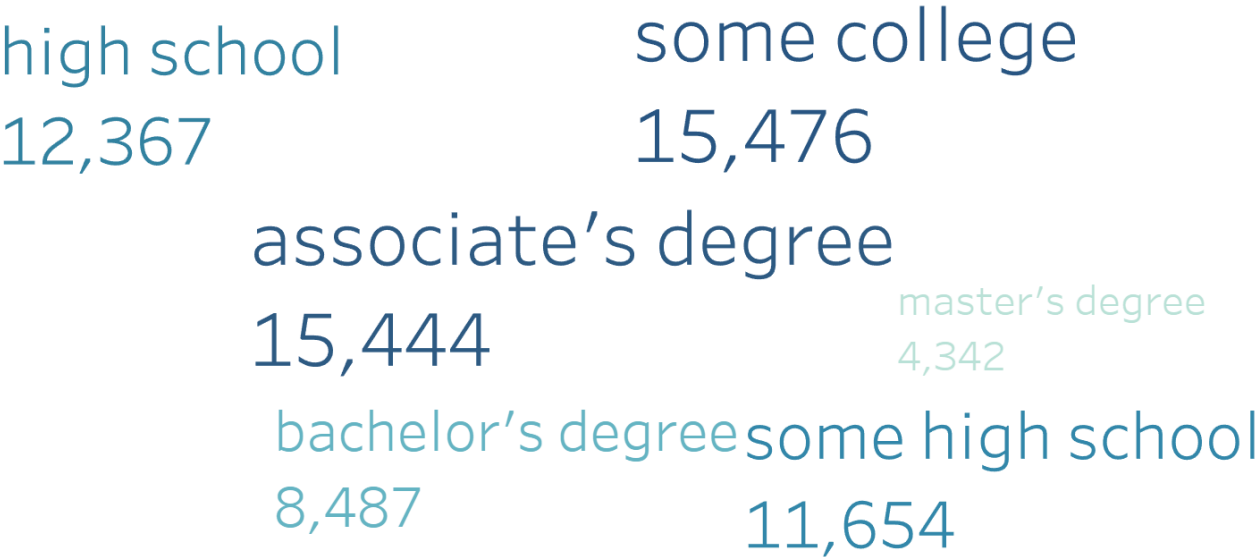 high school
12,367
some college
15,476
associate’s degree
15,444
master’s degree
4,342
bachelor’s degree
8,487
some high school
11,654